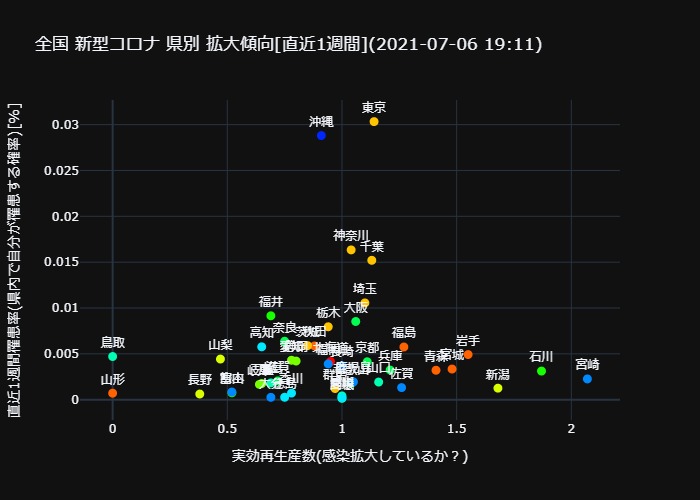 全国 新型コロナ 県別 拡大傾向[直近1週間](2021-07-06 19:11)
直近1週間罹患率(県内で自分が罹患する確率)[%]
0.03
0.025
0.02
0.015
0.01
0.005
0
東京
沖縄
神奈川
千葉
埼玉
福井
栃木
大阪
奈良
高知
福島
岩手
鳥取
山梨
京都
兵庫
青森
宮城
石川
宮崎
佐賀
新潟
山形
長野
0
0.5
1
1.5
2
実効再生産数(感染拡大しているか？)